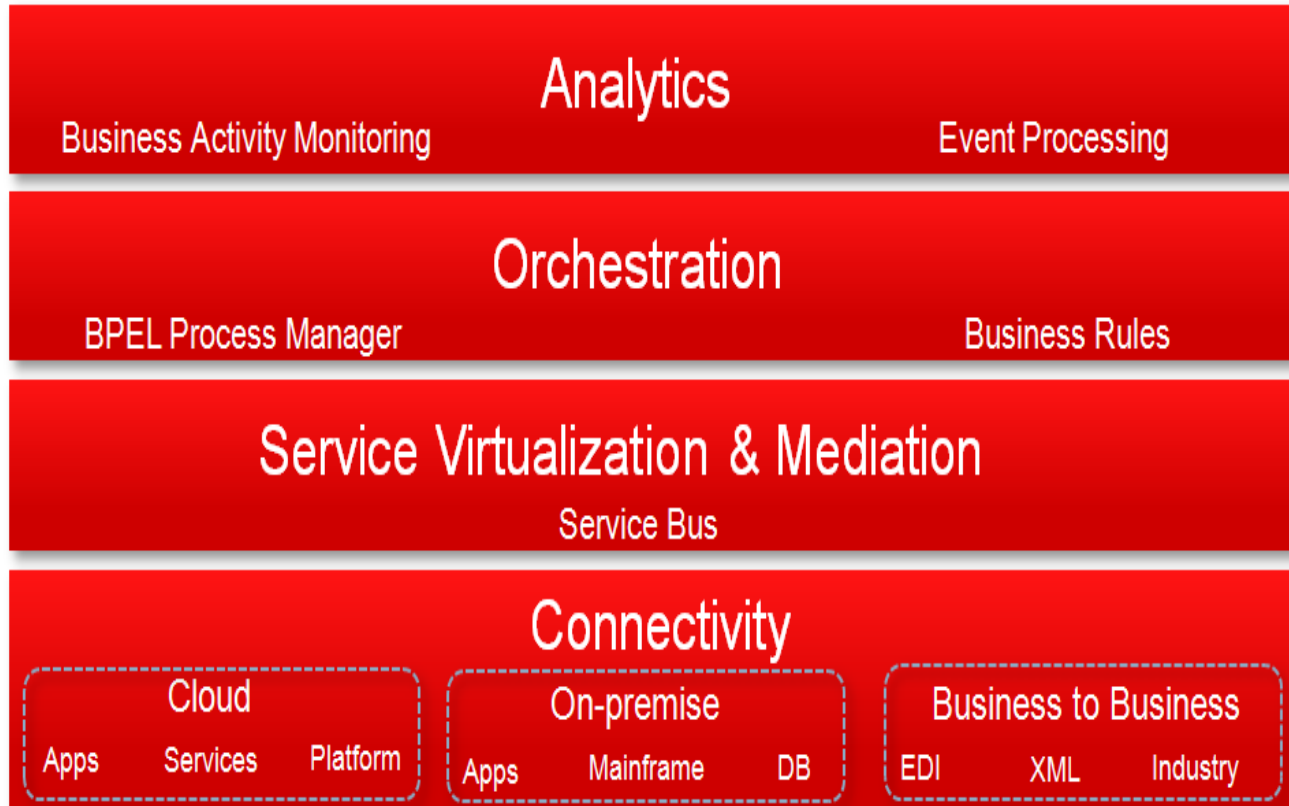 Analytics
Business Activity Monitoring Event Processing
Orchestration
BPEL Process Manager Business Rules
Service Virtualization & Mediation
Service Bus
Connectivity
Cloud On-premise Business to Business
Apps Services Platform Apps Mainframe DB EDI XML Industry